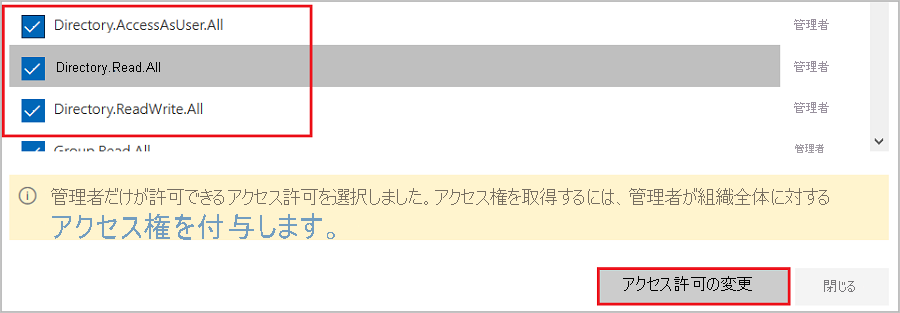 Directory.AccessAsUser.All 管理者
Directory.Read.All 管理者
Directory.ReadWrite.All 管理者
Group.Read.All 管理者
管理者だけが許可できるアクセス許可を選択しました。アクセス権を取得するには、管理者が組織全体に対する
アクセス権を付与します。
アクセス許可の変更 閉じる